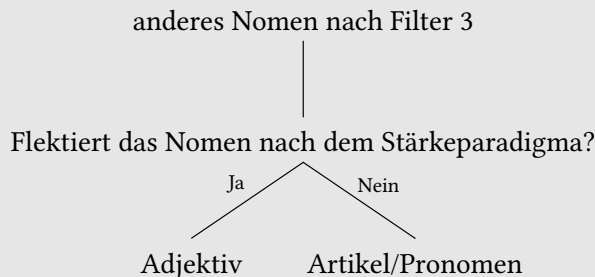 anderes Nomen nach Filter 3
Flektiert das Nomen nach dem Stärkeparadigma?
Ja
Nein
Adjektiv
Artikel/Pronomen